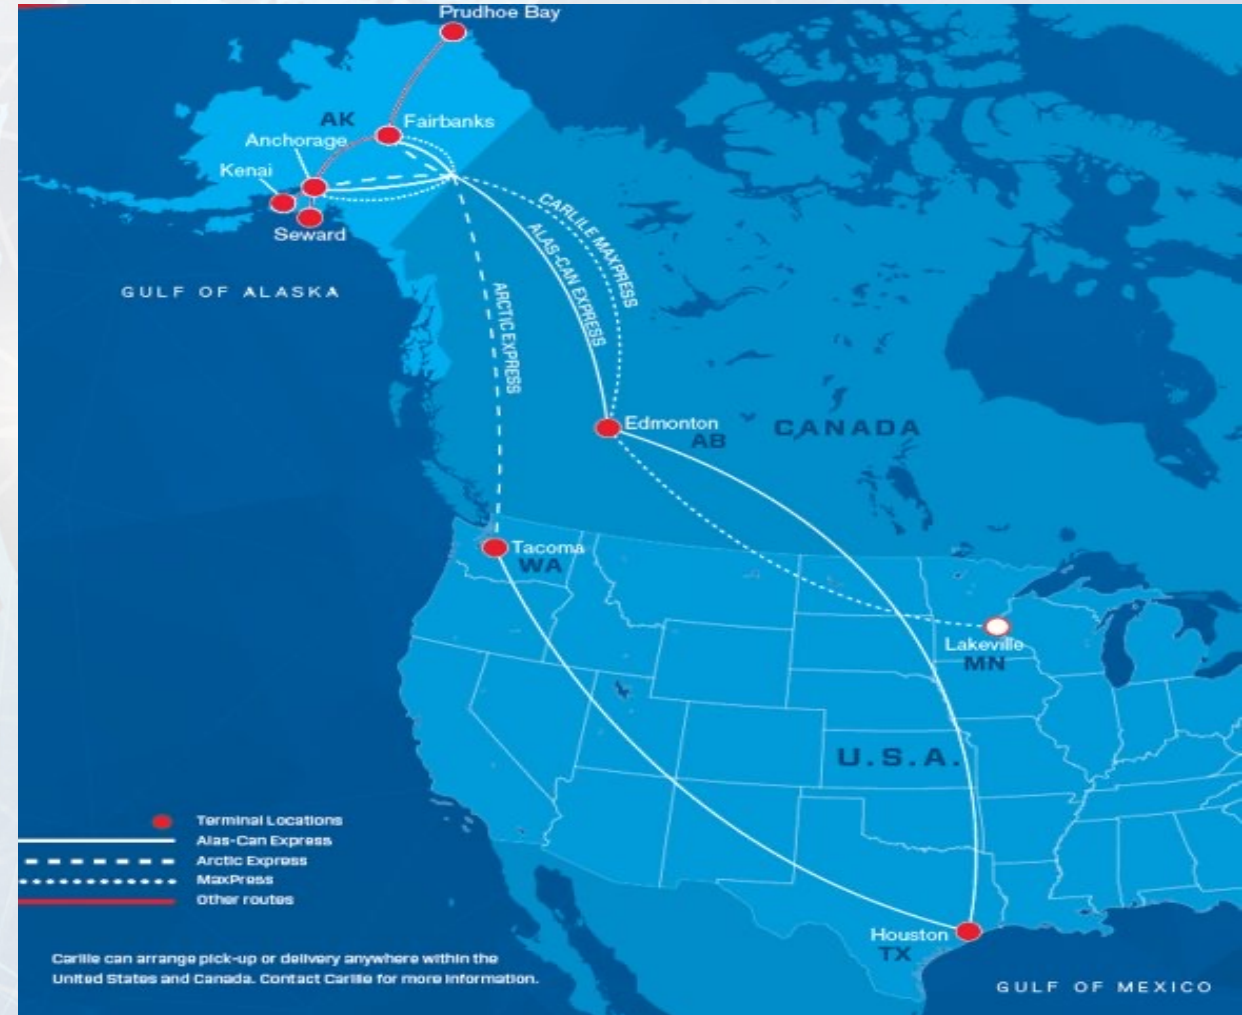 Prudhoe Bay
AK
Fairbanks
Anchorage
Kenai
Seward
GULF OF ALASKA
CARLILE MAXPRESS
ALAS-CAN EXPRESS
ARCTIC EXPRESS
Edmonton
AB
CANADA
Tacoma
WA
Lakeville
MN
U.S.A.
Terminal Locations
Alas-Can Express
Arctic Express
MaxPress
Other routes
Houston
TX
Carlile can arrange pick-up or delivery anywhere within the
United States and Canada. Contact Carlile for more information.
GULF OF MEXICO